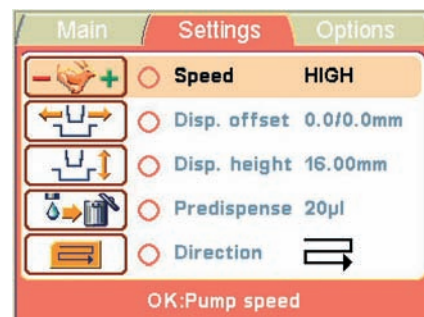 Main Settings Options
Speed HIGH
Disp. offset 0.0/0.0mm
Disp. height 16.00mm
Predispense 20µl
Direction
OK:Pump speed